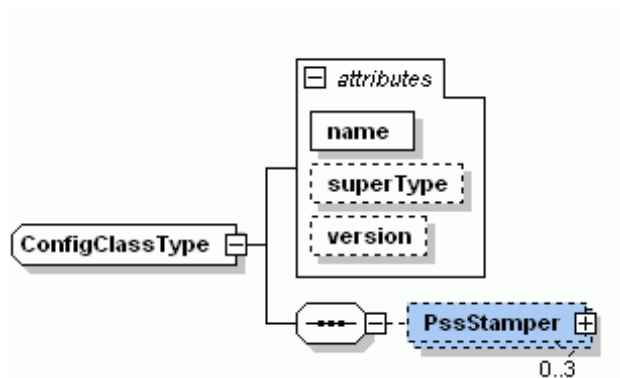 attributes
name
superType
version
ConfigClassType
PssStamper
0..3